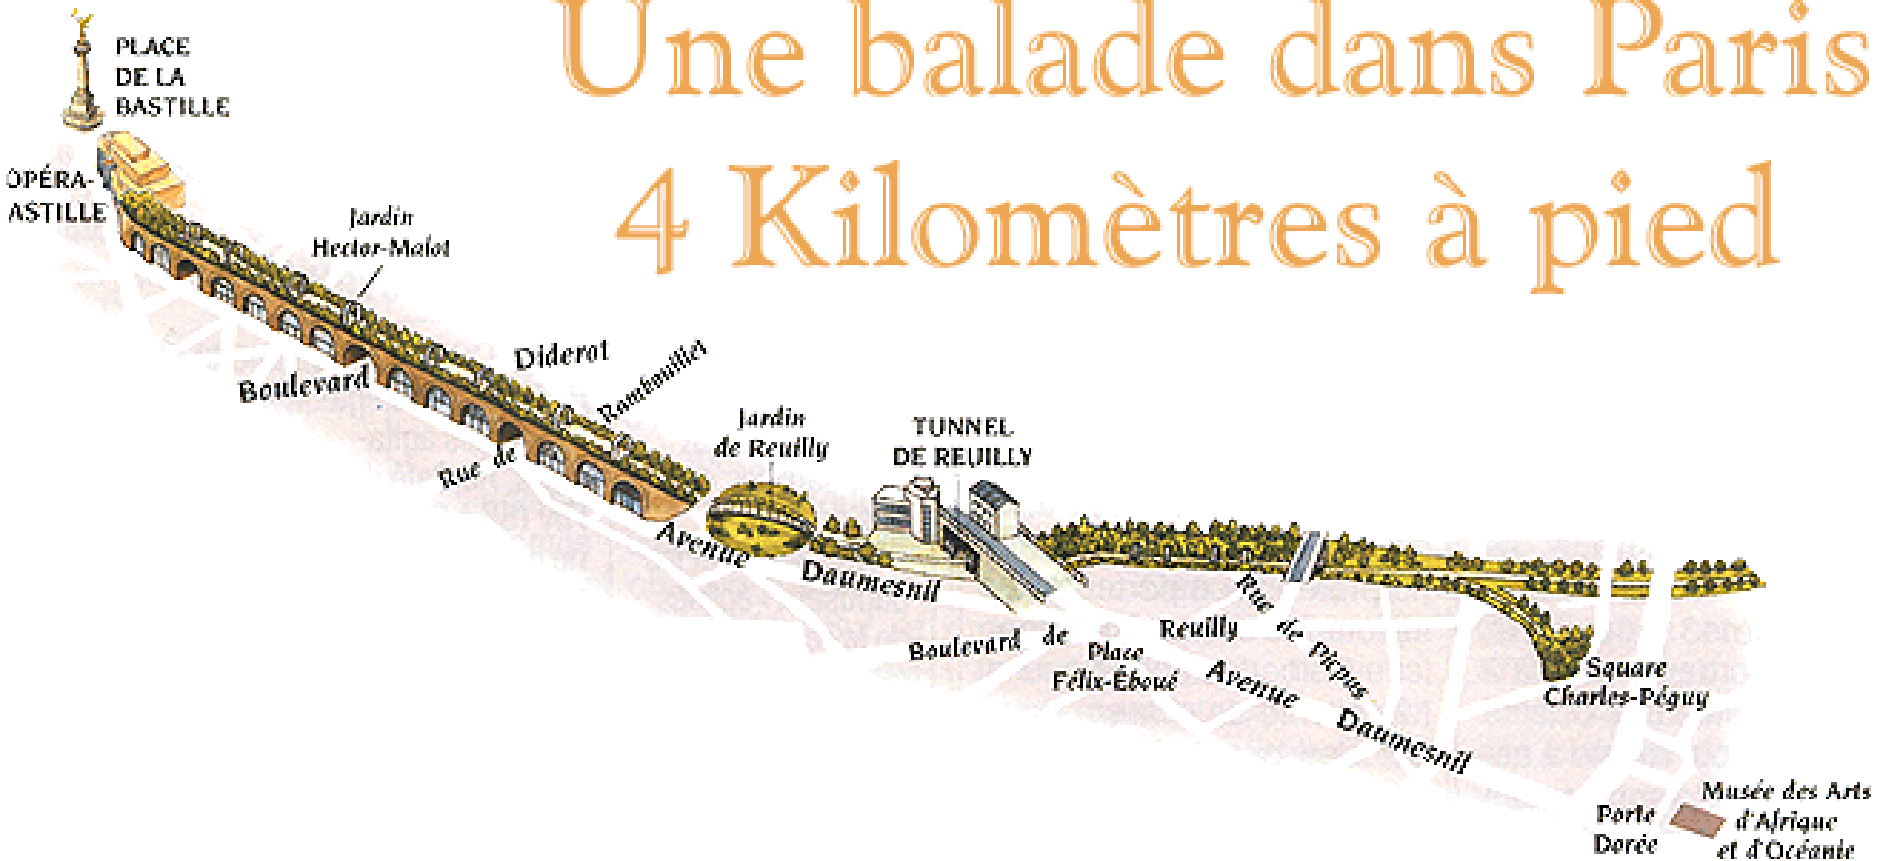 Une balade dans Paris
4 Kilomètres à pied
PLACE
DE LA
BASTILLE
OPÉRA-
ASTILLE
Jardin
Hector-Malot
Boulevard Diderot
Rue de Rambouillet
Jardin
de Reuilly
TUNNEL
DE REUILLY
Avenue Daumesnil
Boulevard de Reuilly
Place
Félix-Éboué
Rue de Picpus
Avenue Daumesnil
Square
Charles-Péguy
Porte
Dorée
Musée des Arts
d'Afrique
et d'Océanie